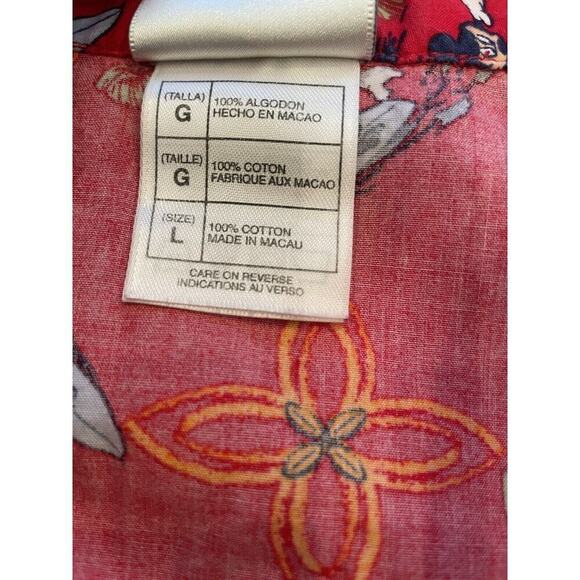 (TALLA)
G
100% ALGODON
HECHO EN MACAO
(TAILLE)
G
100% COTON
FABRIQUE AUX MACAO
(SIZE)
L
100% COTTON
MADE IN MACAU
CARE ON REVERSE
INDICATIONS AU VERSO